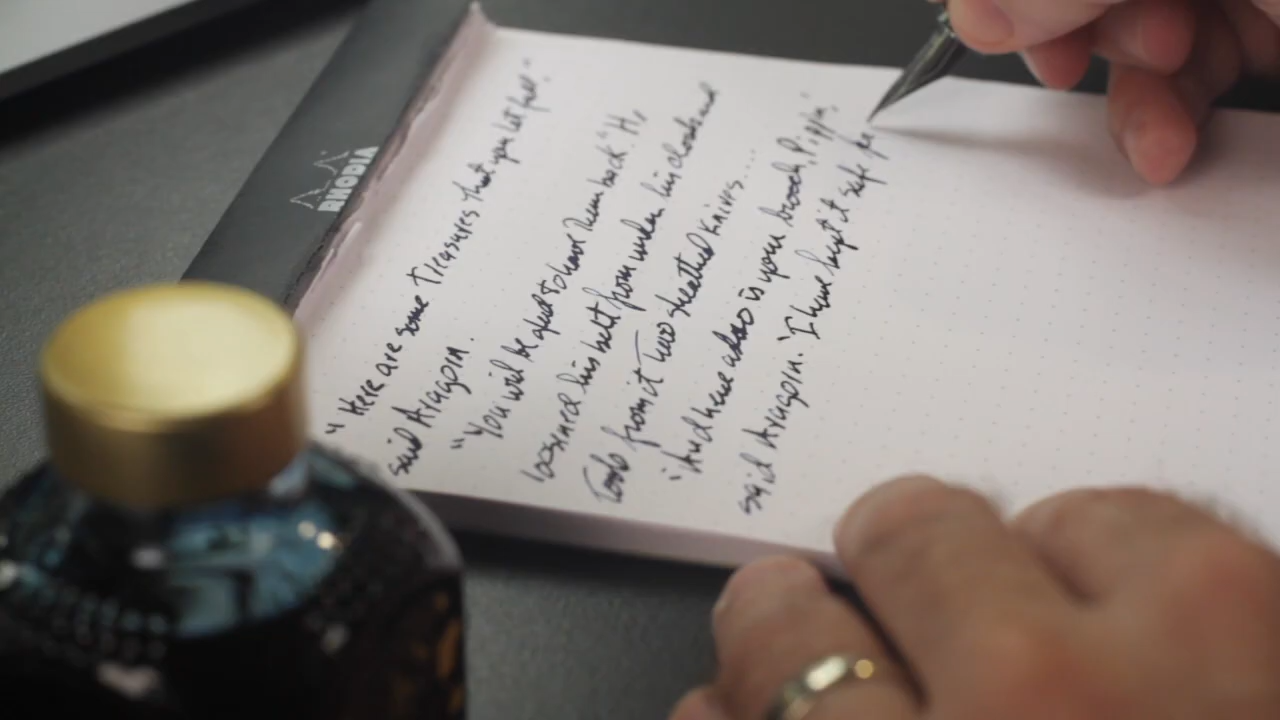 RHODIA
"Here are some treasures that you let fall."
said Aragorn.
"You will be glad to have them back." He
loosened his belt from under his cloak and
took from it two sheathed knives....
"And here also is your brooch, Pippin,"
said Aragorn. "I have kept it safe for